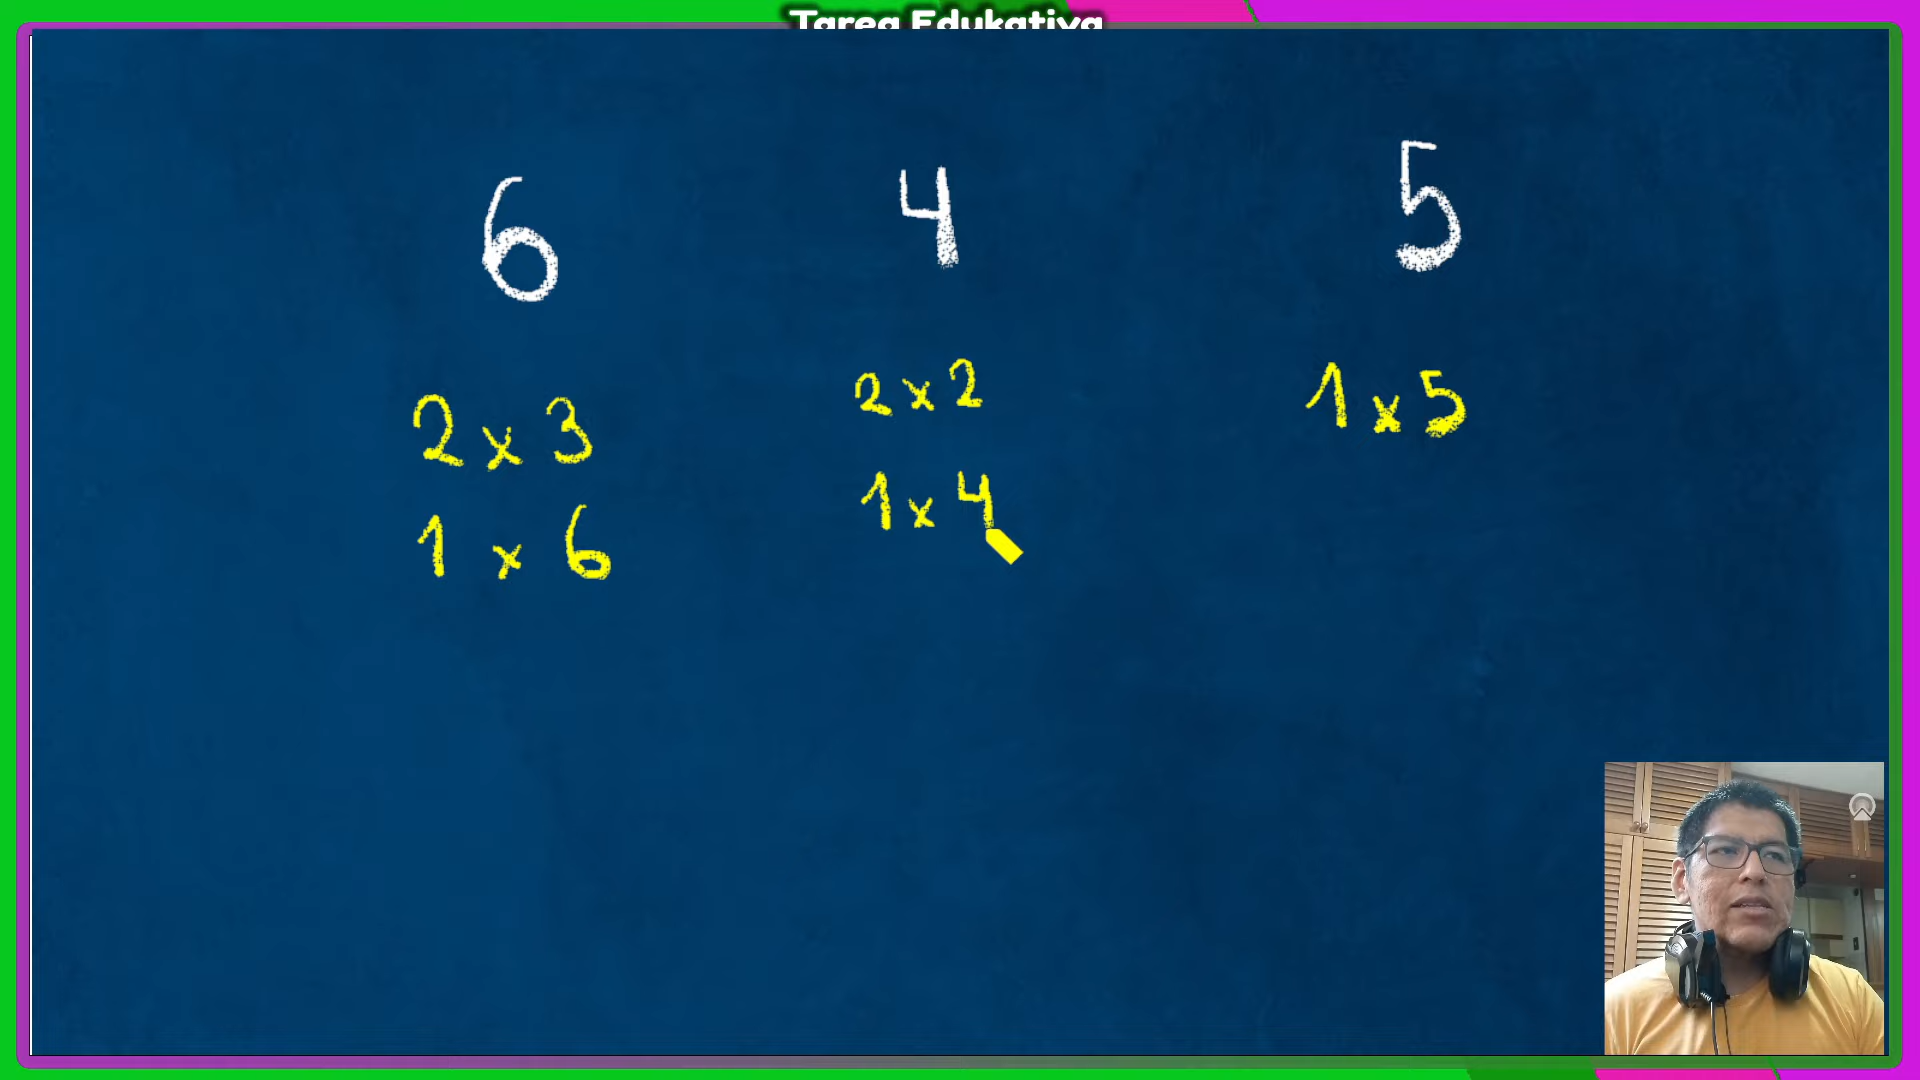 Tarea Edukativa
6 4 5
2 x 3
1 x 6
2 x 2
1 x 4
1 x 5